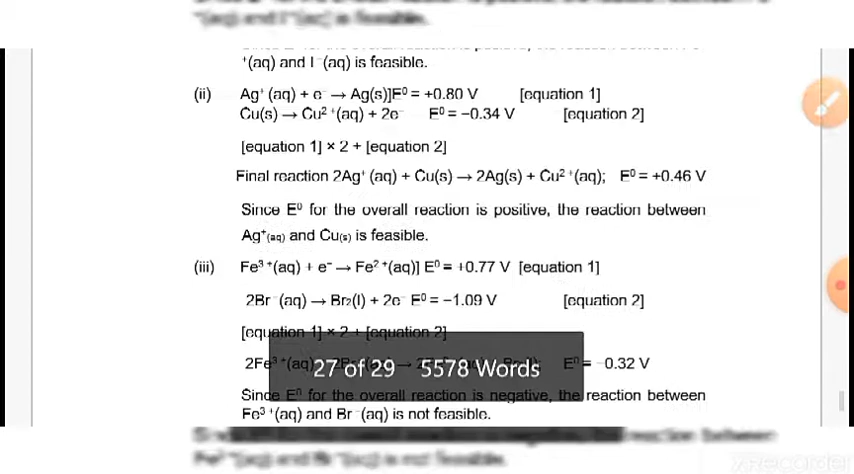 ⁺(aq) and I⁻(aq) is feasible.
(ii) Ag⁺ (aq) + e⁻ → Ag(s)]E⁰ = +0.80 V [equation 1]
Cu(s) → Cu²⁺(aq) + 2e⁻ E⁰ = −0.34 V [equation 2]
[equation 1] × 2 + [equation 2]
Final reaction 2Ag⁺ (aq) + Cu(s) → 2Ag(s) + Cu²⁺(aq); E⁰ = +0.46 V
Since E⁰ for the overall reaction is positive, the reaction between
Ag⁺(aq) and Cu(s) is feasible.
(iii) Fe³⁺(aq) + e⁻ → Fe²⁺(aq)] E⁰ = +0.77 V [equation 1]
2Br⁻(aq) → Br₂(l) + 2e⁻ E⁰ = −1.09 V [equation 2]
[equation 1] × 2 + [equation 2]
2Fe³⁺(aq) E⁰ = −0.32 V
27 of 29 5578 Words
Since E⁰ for the overall reaction is negative, the reaction between
Fe³⁺(aq) and Br⁻(aq) is not feasible.